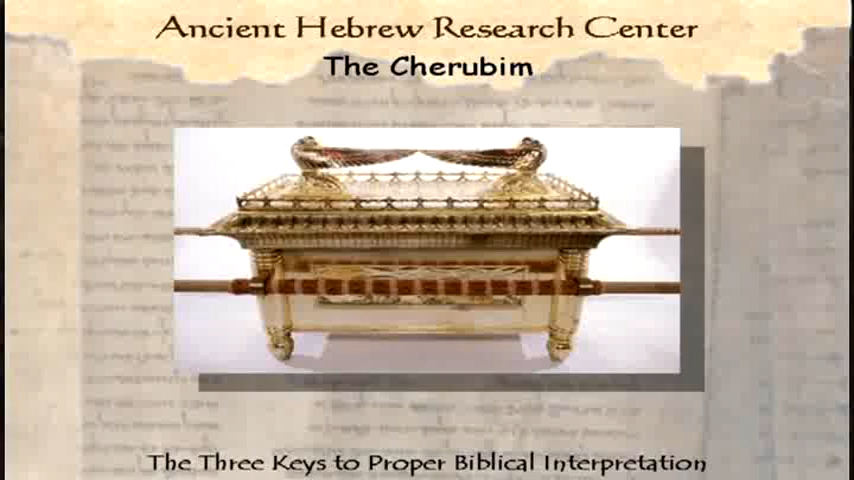 Ancient Hebrew Research Center
The Cherubim
The Three Keys to Proper Biblical Interpretation